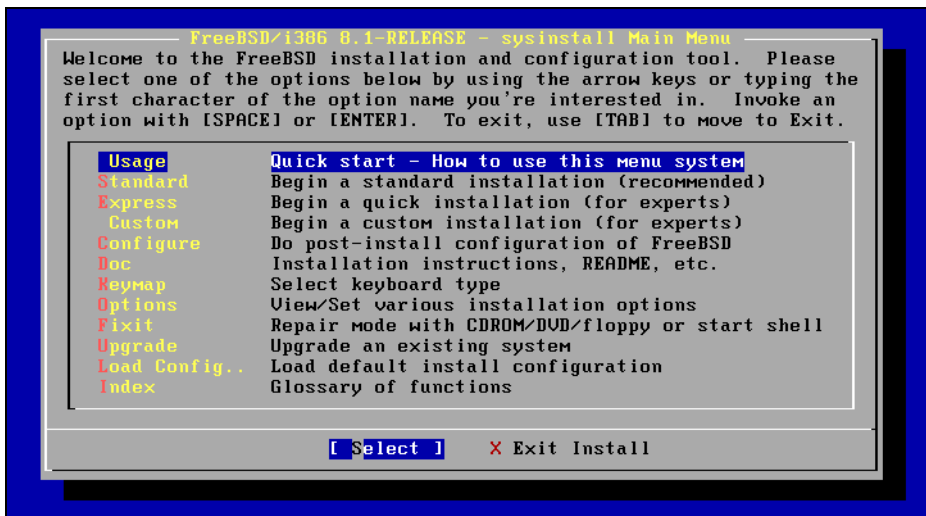 FreeBSD/i386 8.1-RELEASE - sysinstall Main Menu
Welcome to the FreeBSD installation and configuration tool.  Please
select one of the options below by using the arrow keys or typing the
first character of the option name you're interested in.  Invoke an
option with [SPACE] or [ENTER].  To exit, use [TAB] to move to Exit.
Usage Quick start - How to use this menu system
Standard Begin a standard installation (recommended)
Express Begin a quick installation (for experts)
Custom Begin a custom installation (for experts)
Configure Do post-install configuration of FreeBSD
Doc Installation instructions, README, etc.
Keymap Select keyboard type
Options View/Set various installation options
Fixit Repair mode with CDROM/DVD/floppy or start shell
Upgrade Upgrade an existing system
Load Config.. Load default install configuration
Index Glossary of functions
[ Select ] X Exit Install